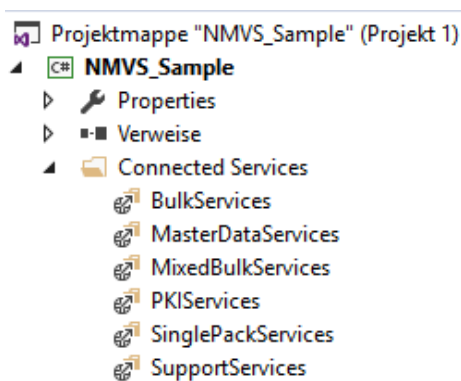 Projektmappe "NMVS_Sample" (Projekt 1)
C# NMVS_Sample
Properties
Verweise
Connected Services
BulkServices
MasterDataServices
MixedBulkServices
PKIServices
SinglePackServices
SupportServices